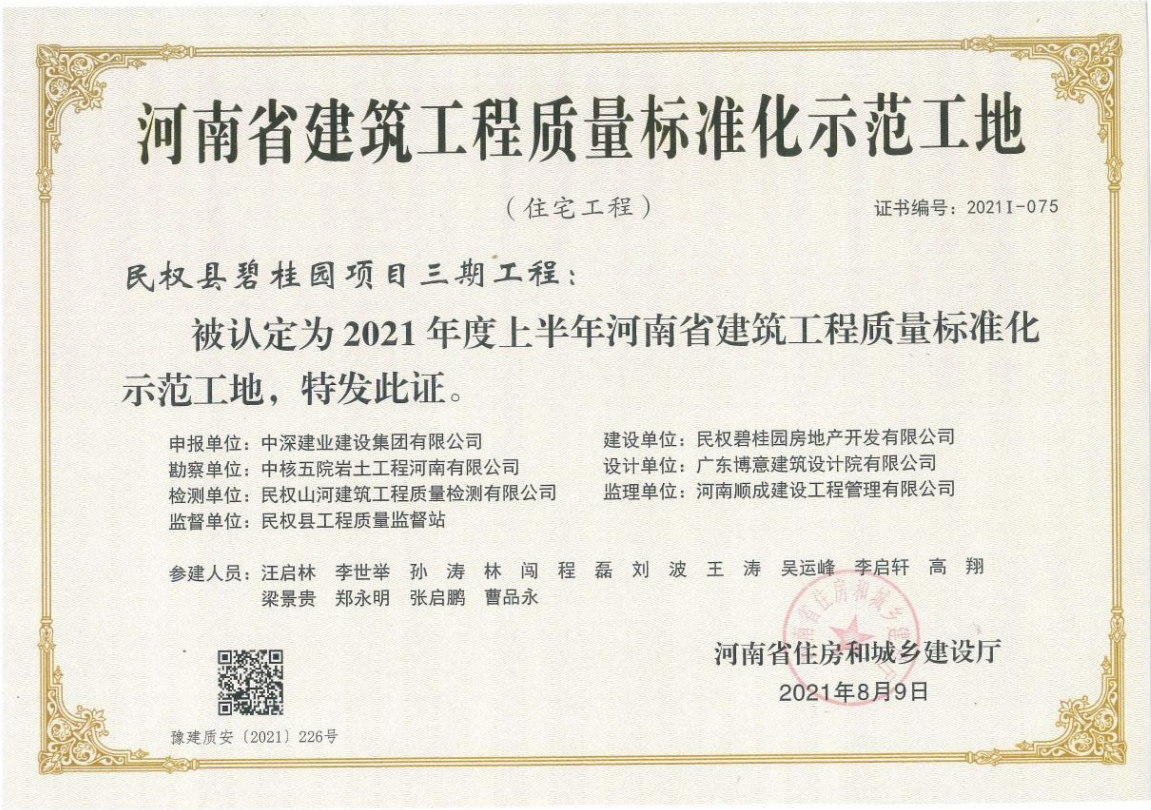 河南省建筑工程质量标准化示范工地
（住宅工程）
证书编号：2021I-075
民权县碧桂园项目三期工程：
被认定为 2021 年度上半年河南省建筑工程质量标准化
示范工地，特发此证。
申报单位：中深建业建设集团有限公司 建设单位：民权碧桂园房地产开发有限公司
勘察单位：中核五院岩土工程河南有限公司 设计单位：广东博意建筑设计院有限公司
检测单位：民权山河建筑工程质量检测有限公司 监理单位：河南顺成建设工程管理有限公司
监督单位：民权县工程质量监督站
参建人员：汪启林 李世举 孙 涛 林 闯 程 磊 刘 波 王 涛 吴运峰 李启轩 高 翔
梁景贵 郑永明 张启鹏 曹品永
河南省住房和城乡建设厅
2021年8月9日
豫建质安〔2021〕226号